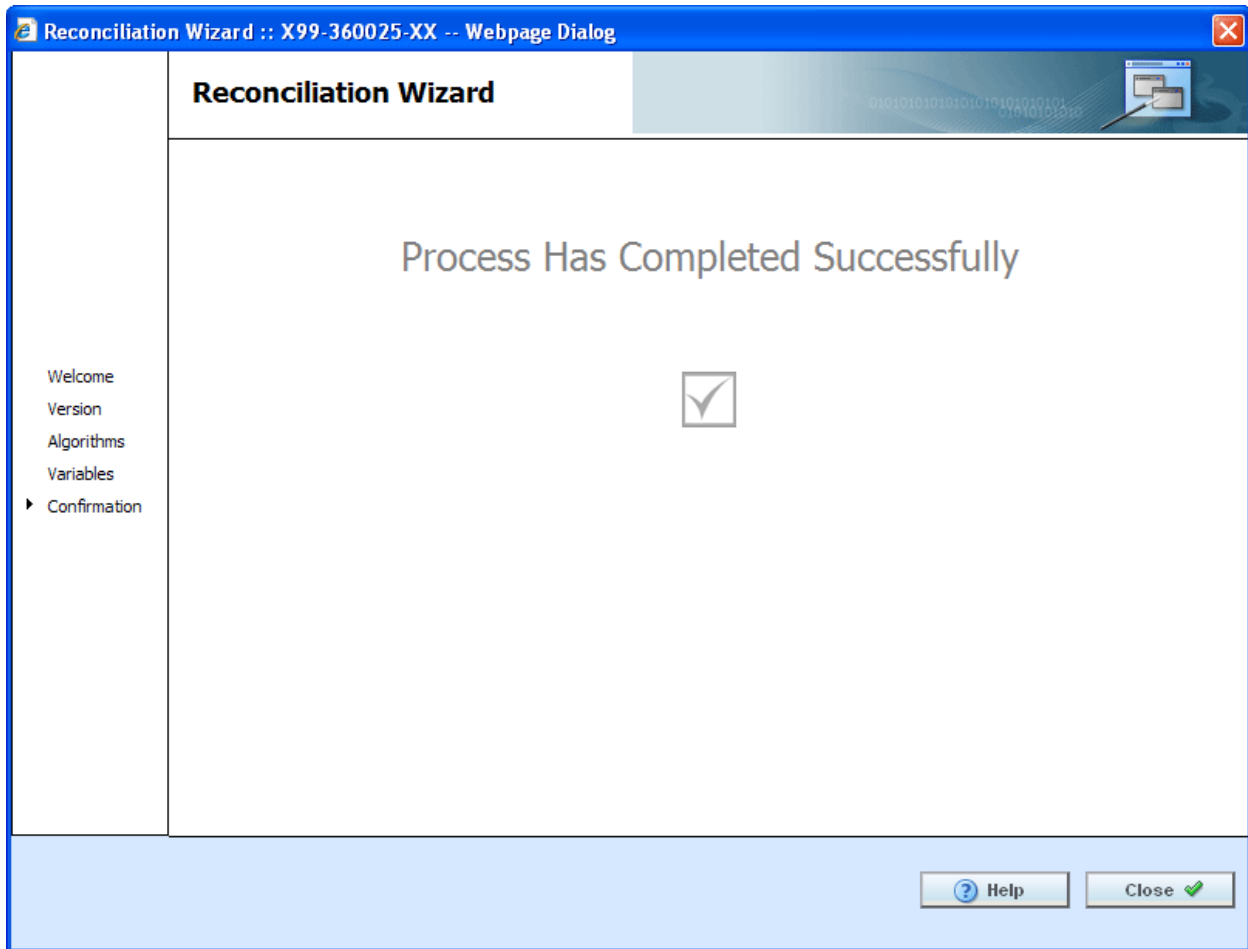 Reconciliation Wizard :: X99-360025-XX -- Webpage Dialog
Reconciliation Wizard
Process Has Completed Successfully
Welcome
Version
Algorithms
Variables
Confirmation
Help
Close